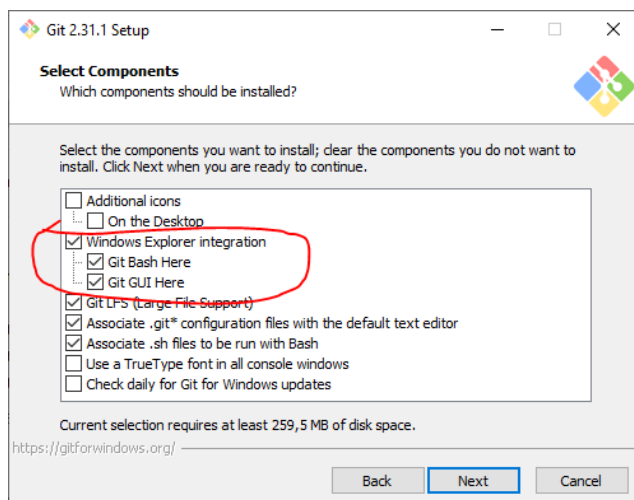 Git 2.31.1 Setup
Select Components
Which components should be installed?
Select the components you want to install; clear the components you do not want to
install. Click Next when you are ready to continue.
Additional icons
On the Desktop
Windows Explorer integration
Git Bash Here
Git GUI Here
Git LFS (Large File Support)
Associate .git* configuration files with the default text editor
Associate .sh files to be run with Bash
Use a TrueType font in all console windows
Check daily for Git for Windows updates
Current selection requires at least 259,5 MB of disk space.
https://gitforwindows.org/
Back Next Cancel